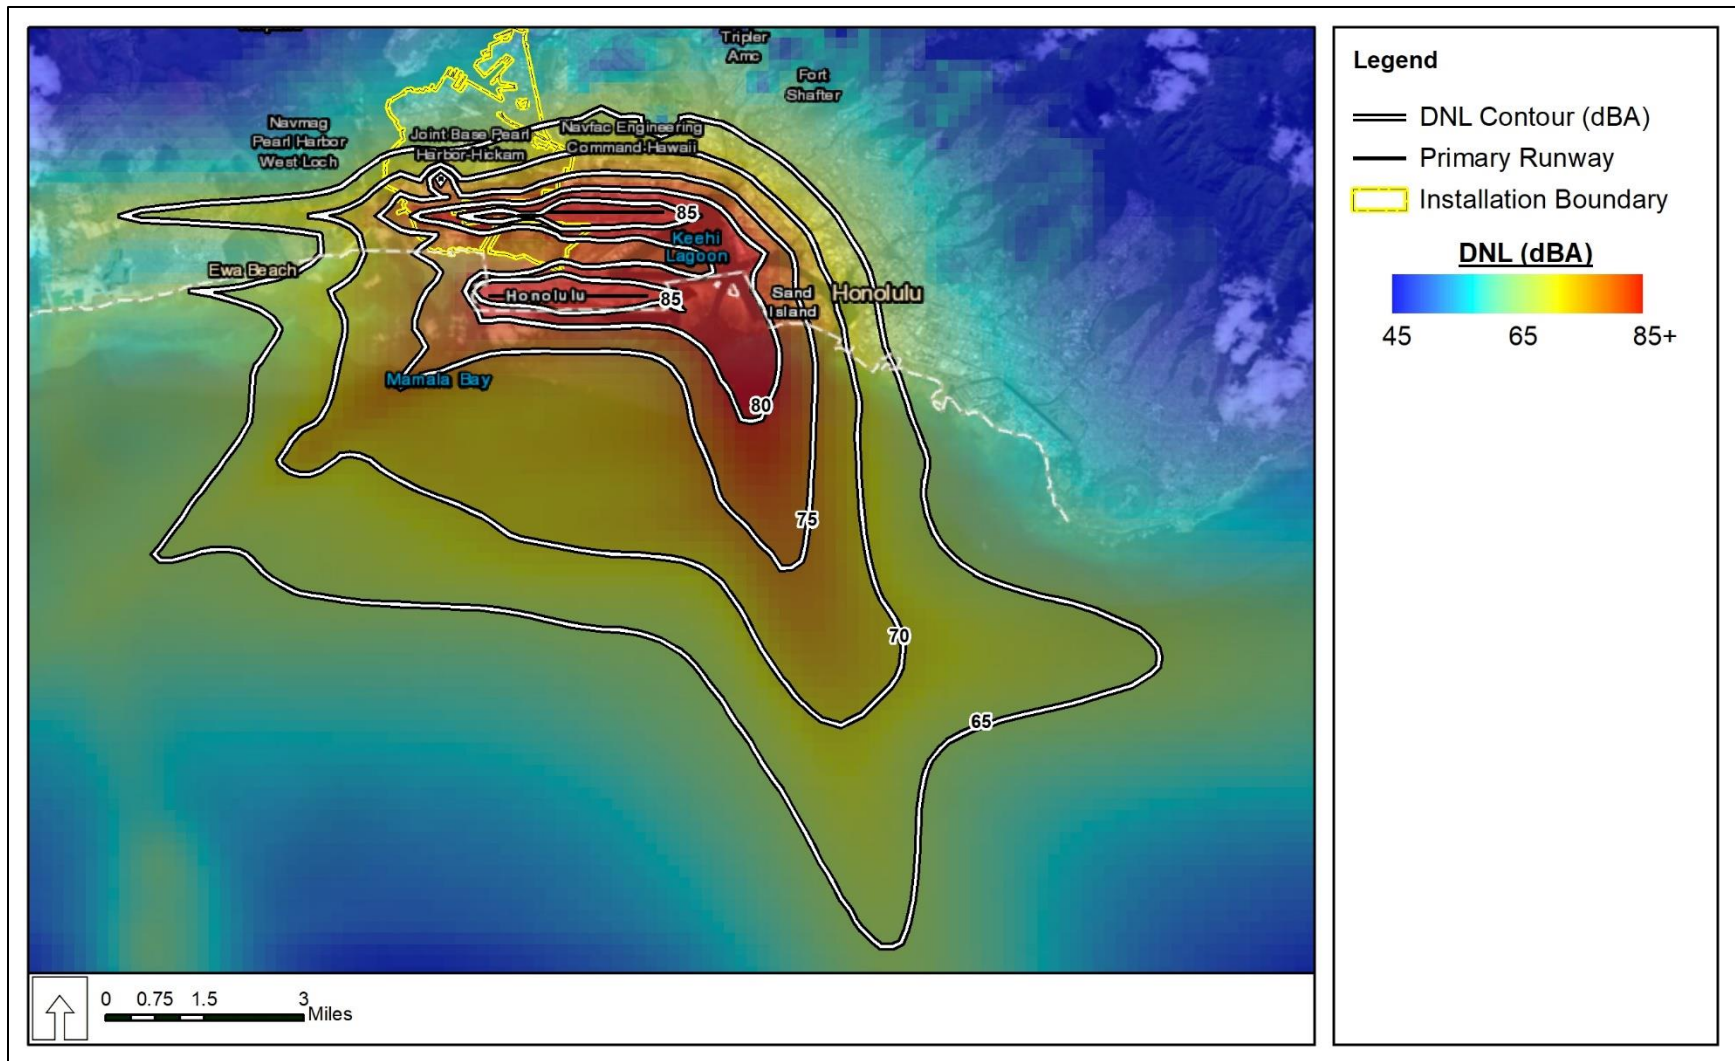 Tripler
Amc
Fort
Shafter
Navmag
Pearl Harbor
West Loch
Joint Base Pearl
Harbor-Hickam
Navfac Engineering
Command-Hawaii
85
Keehi
Lagoon
Ewa Beach
Honolulu
85
Sand
Island
Honolulu
Mamala Bay
80
75
70
65
0 0.75 1.5 3
Miles
Legend
DNL Contour (dBA)
Primary Runway
Installation Boundary
DNL (dBA)
45 65 85+